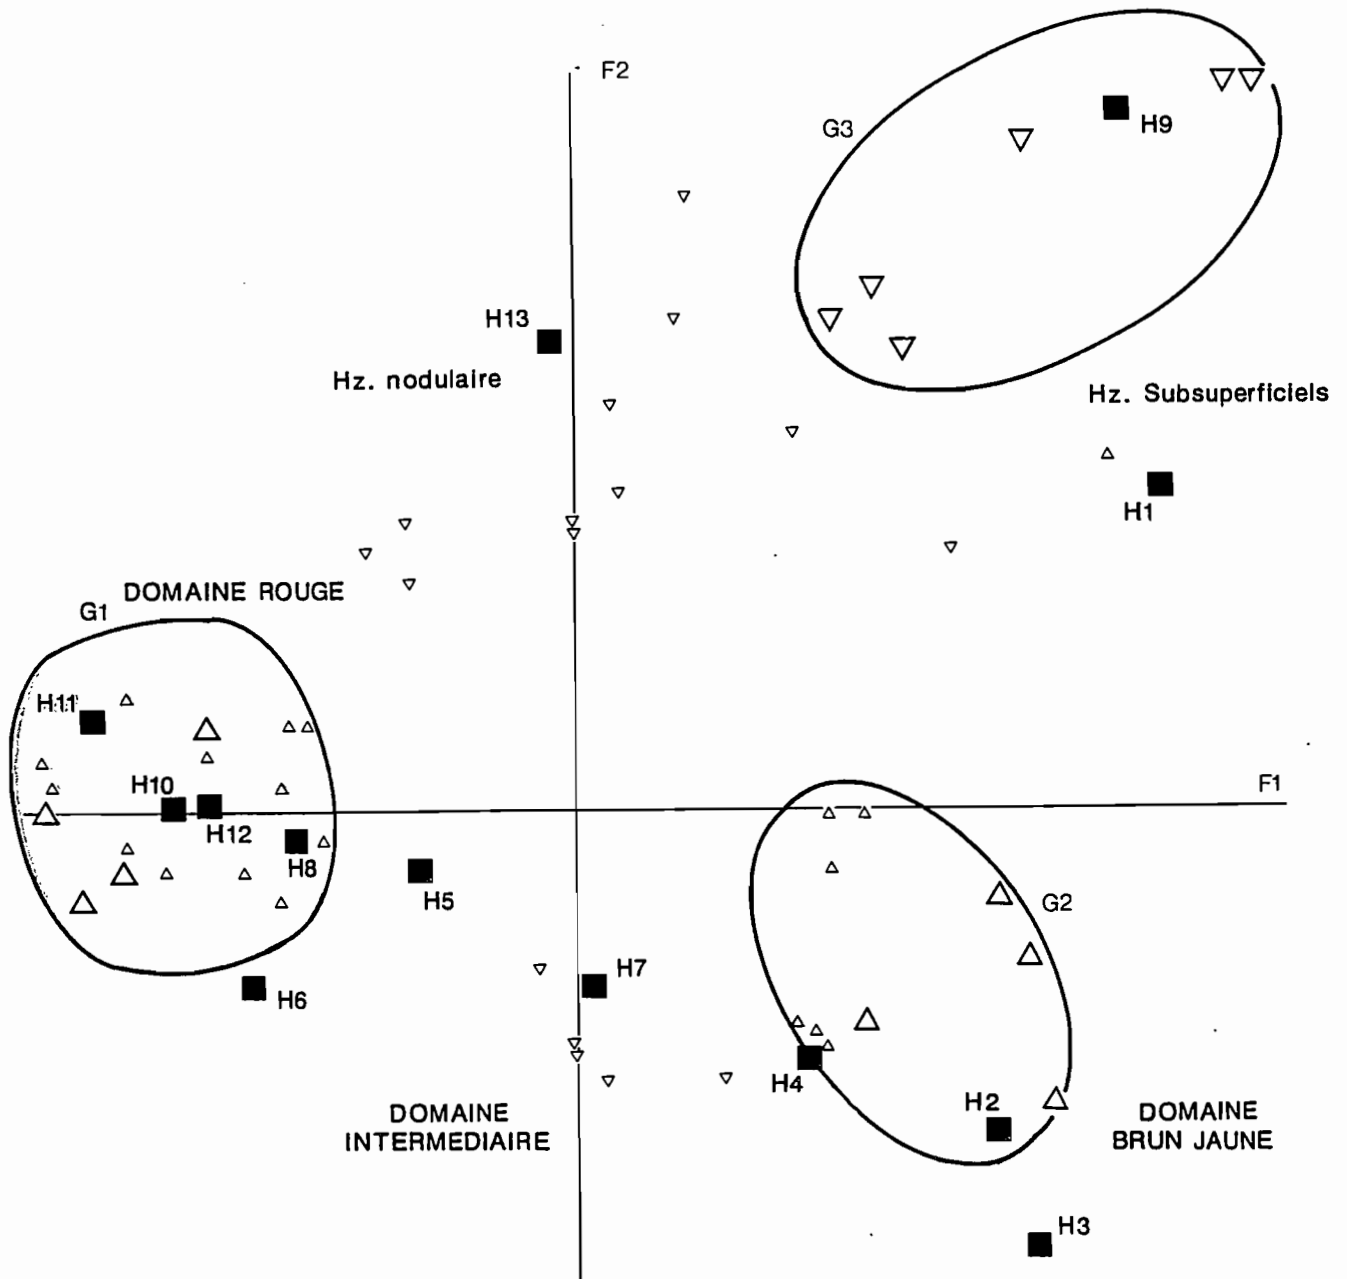 F2
G3
H9
H13
Hz. nodulaire
Hz. Subsuperficiels
H1
DOMAINE ROUGE
G1
H11
H10
F1
H12
H8
H5
G2
H7
H6
H4
H2
DOMAINE
INTERMEDIAIRE
DOMAINE
BRUN JAUNE
H3